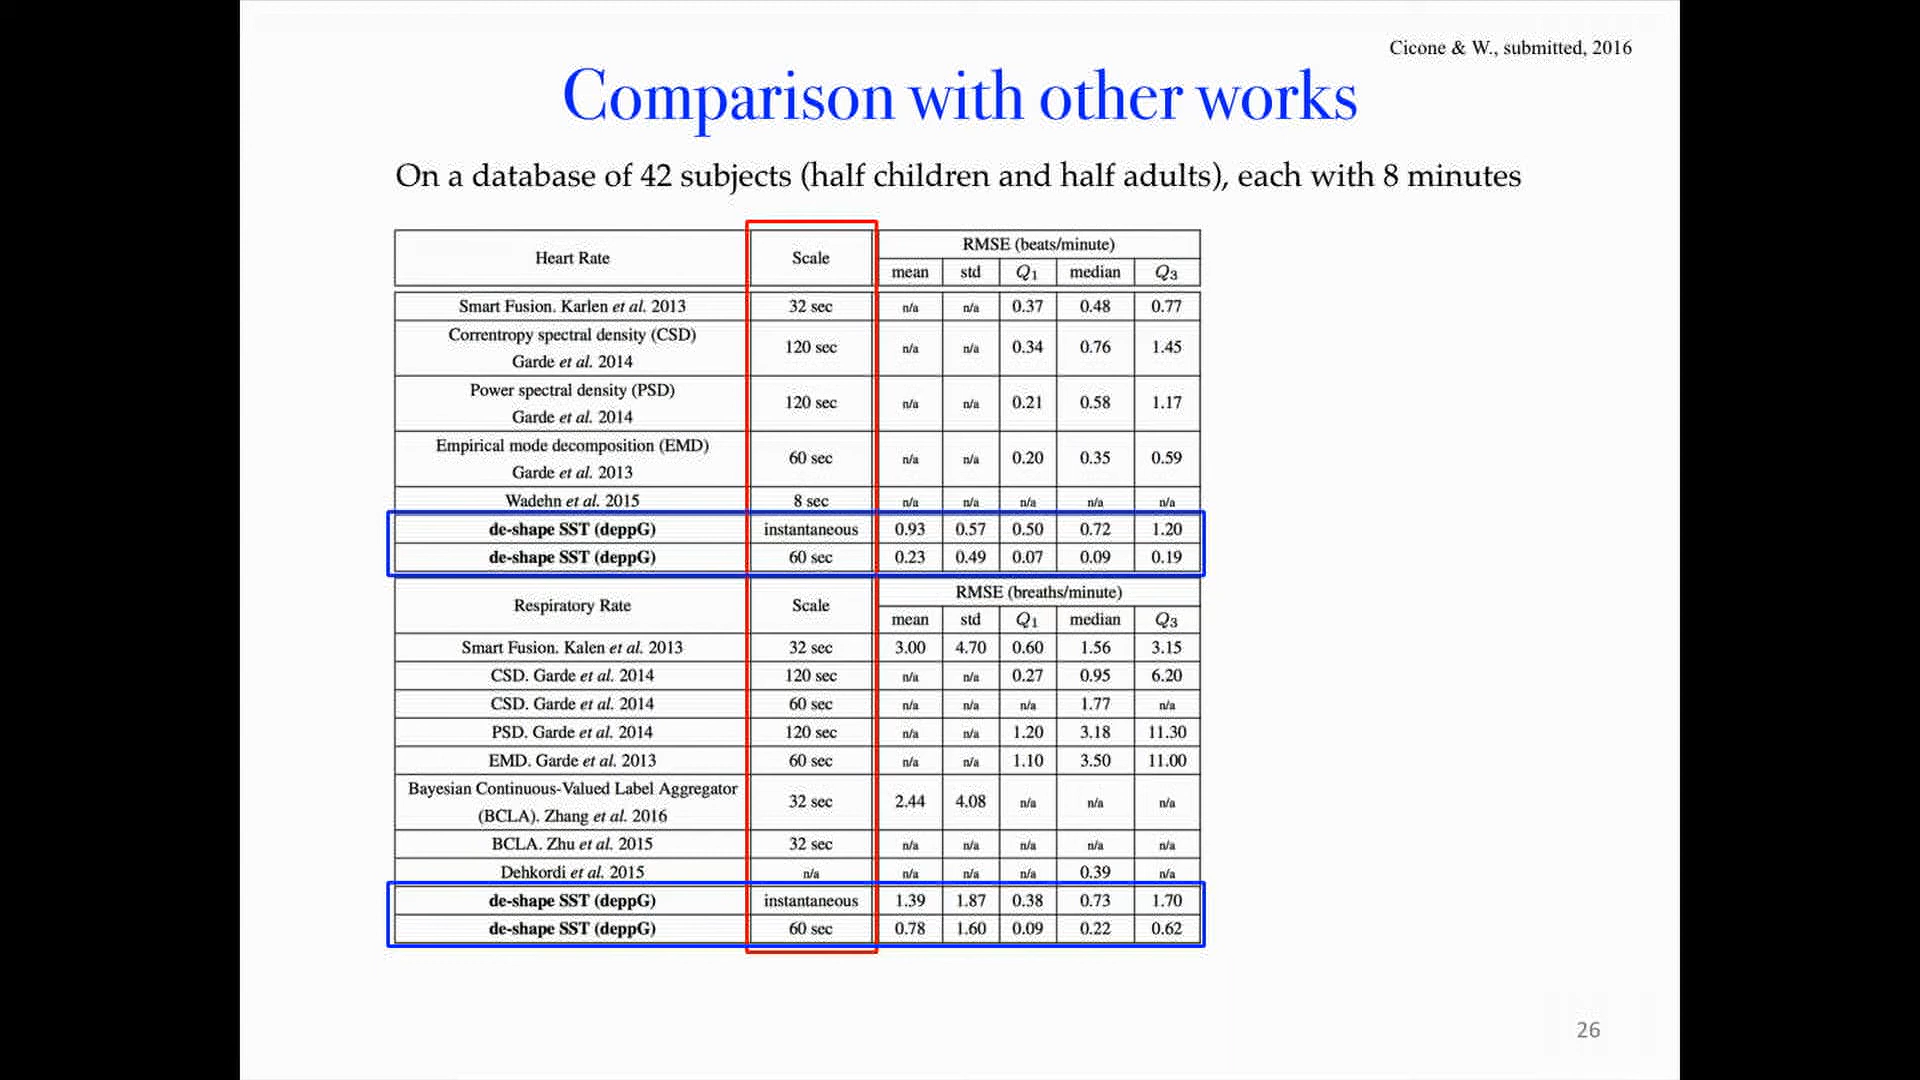 Cicone & W., submitted, 2016
Comparison with other works
On a database of 42 subjects (half children and half adults), each with 8 minutes
Heart Rate Scale RMSE (beats/minute)
mean std Q1 median Q3
Smart Fusion. Karlen et al. 2013 32 sec n/a n/a 0.37 0.48 0.77
Correntropy spectral density (CSD)
Garde et al. 2014 120 sec n/a n/a 0.34 0.76 1.45
Power spectral density (PSD)
Garde et al. 2014 120 sec n/a n/a 0.21 0.58 1.17
Empirical mode decomposition (EMD)
Garde et al. 2013 60 sec n/a n/a 0.20 0.35 0.59
Wadehn et al. 2015 8 sec n/a n/a n/a n/a n/a
de-shape SST (deppG) instantaneous 0.93 0.57 0.50 0.72 1.20
de-shape SST (deppG) 60 sec 0.23 0.49 0.07 0.09 0.19
Respiratory Rate Scale RMSE (breaths/minute)
mean std Q1 median Q3
Smart Fusion. Kalen et al. 2013 32 sec 3.00 4.70 0.60 1.56 3.15
CSD. Garde et al. 2014 120 sec n/a n/a 0.27 0.95 6.20
CSD. Garde et al. 2014 60 sec n/a n/a n/a 1.77 n/a
PSD. Garde et al. 2014 120 sec n/a n/a 1.20 3.18 11.30
EMD. Garde et al. 2013 60 sec n/a n/a 1.10 3.50 11.00
Bayesian Continuous-Valued Label Aggregator
(BCLA). Zhang et al. 2016 32 sec 2.44 4.08 n/a n/a n/a
BCLA. Zhu et al. 2015 32 sec n/a n/a n/a n/a n/a
Dehkordi et al. 2015 n/a n/a n/a n/a 0.39 n/a
de-shape SST (deppG) instantaneous 1.39 1.87 0.38 0.73 1.70
de-shape SST (deppG) 60 sec 0.78 1.60 0.09 0.22 0.62
26